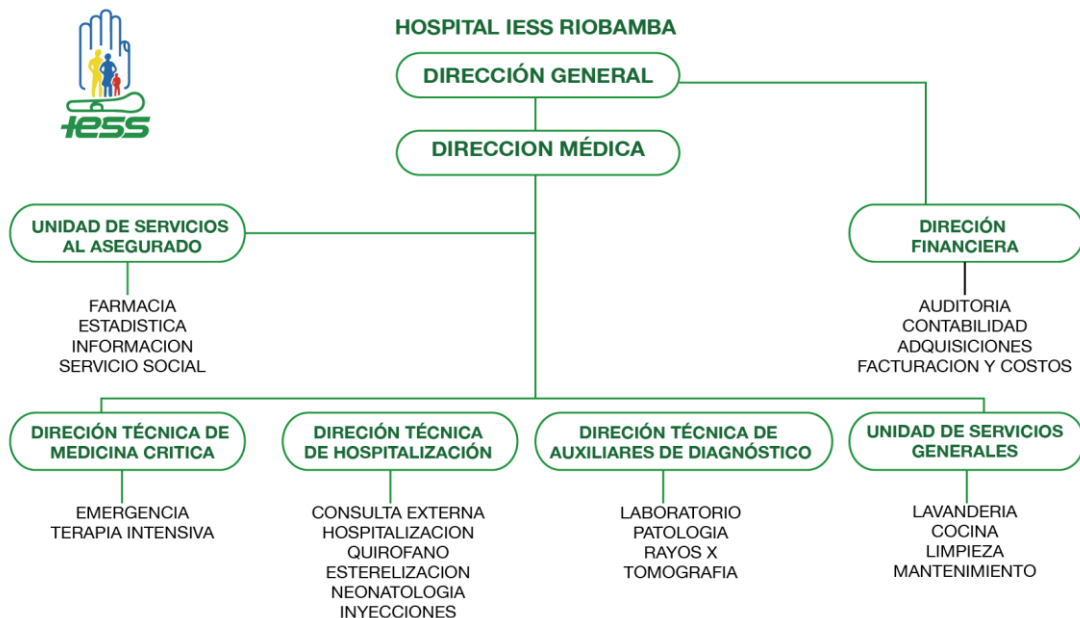 HOSPITAL IESS RIOBAMBA
DIRECCIÓN GENERAL
DIRECCION MÉDICA
iess
UNIDAD DE SERVICIOS
AL ASEGURADO
FARMACIA
ESTADISTICA
INFORMACION
SERVICIO SOCIAL
DIRECIÓN
FINANCIERA
AUDITORIA
CONTABILIDAD
ADQUISICIONES
FACTURACION Y COSTOS
DIRECIÓN TÉCNICA DE
MEDICINA CRITICA
EMERGENCIA
TERAPIA INTENSIVA
DIRECIÓN TÉCNICA
DE HOSPITALIZACIÓN
CONSULTA EXTERNA
HOSPITALIZACION
QUIROFANO
ESTERELIZACION
NEONATOLOGIA
INYECCIONES
DIRECIÓN TÉCNICA DE
AUXILIARES DE DIAGNÓSTICO
LABORATORIO
PATOLOGIA
RAYOS X
TOMOGRAFIA
UNIDAD DE SERVICIOS
GENERALES
LAVANDERIA
COCINA
LIMPIEZA
MANTENIMIENTO